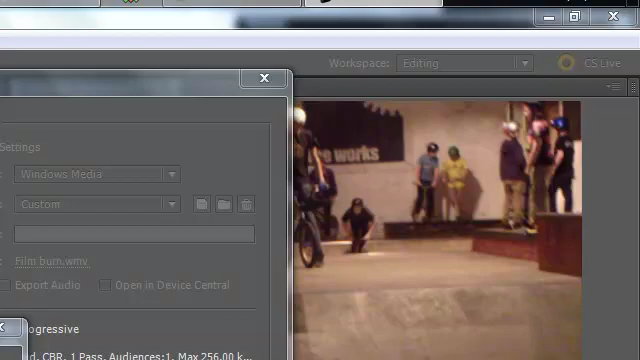 Workspace: Editing CS Live
Settings
Windows Media
Custom
Film burn.wmv
Export Audio Open in Device Central
ogressive
d, CBR, 1 Pass, Audiences:1, Max 256.00 k...
e works